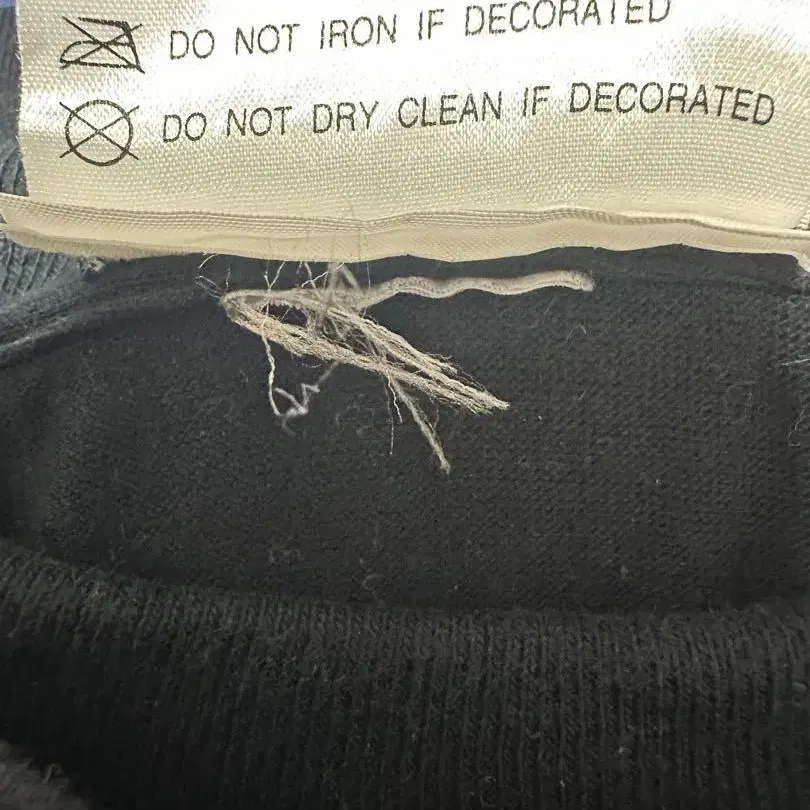 DO NOT IRON IF DECORATED
DO NOT DRY CLEAN IF DECORATED